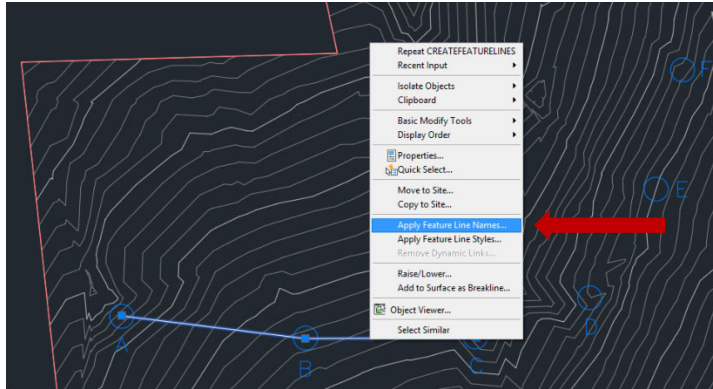 Repeat CREATEFEATURELINES
Recent Input
Isolate Objects
Clipboard
Basic Modify Tools
Display Order
Properties...
Quick Select...
Move to Site...
Copy to Site...
Apply Feature Line Names...
Apply Feature Line Styles...
Remove Dynamic Links...
Raise/Lower...
Add to Surface as Breakline...
Object Viewer...
Select Similar
F
E
D
A
B
C